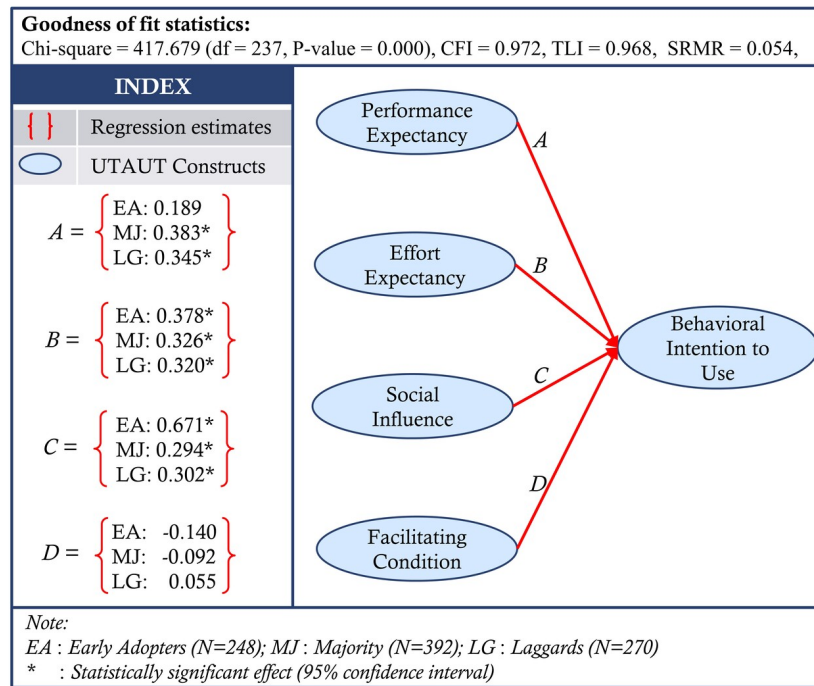 Goodness of fit statistics:
Chi-square = 417.679 (df = 237, P-value = 0.000), CFI = 0.972, TLI = 0.968, SRMR = 0.054,
INDEX
{ } Regression estimates
UTAUT Constructs
A =
EA: 0.189
MJ: 0.383*
LG: 0.345*
B =
EA: 0.378*
MJ: 0.326*
LG: 0.320*
C =
EA: 0.671*
MJ: 0.294*
LG: 0.302*
D =
EA: -0.140
MJ: -0.092
LG: 0.055
Performance
Expectancy
A
Effort
Expectancy
B
Social
Influence
C
Facilitating
Condition
D
Behavioral
Intention to
Use
Note:
EA : Early Adopters (N=248); MJ : Majority (N=392); LG : Laggards (N=270)
* : Statistically significant effect (95% confidence interval)